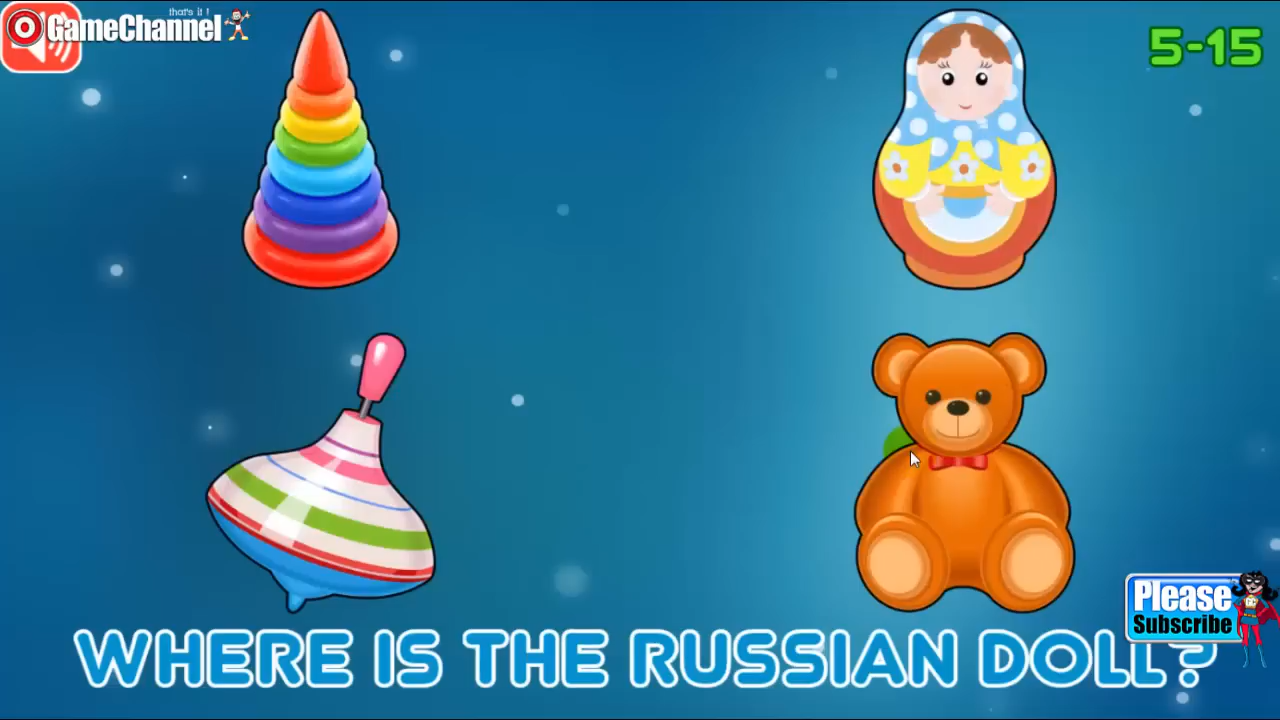 that's it !
GameChannel
5-15
WHERE IS THE RUSSIAN DOLL?
Please
Subscribe